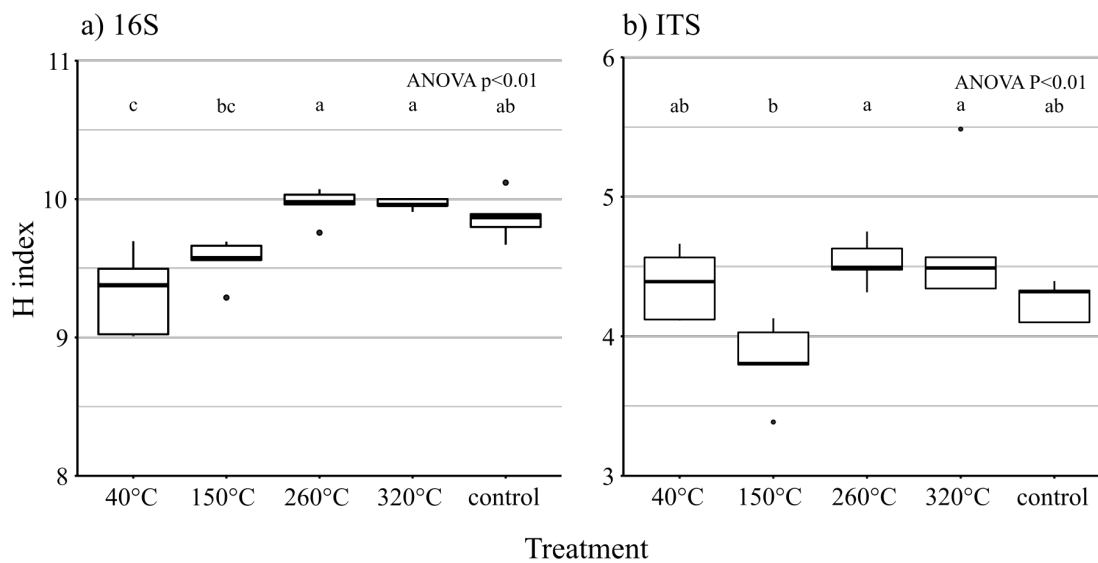 a) 16S
11
ANOVA p<0.01
c bc a a ab
10
9
8
H index
40°C 150°C 260°C 320°C control
b) ITS
6
ANOVA P<0.01
ab b a a ab
5
4
3
40°C 150°C 260°C 320°C control
Treatment